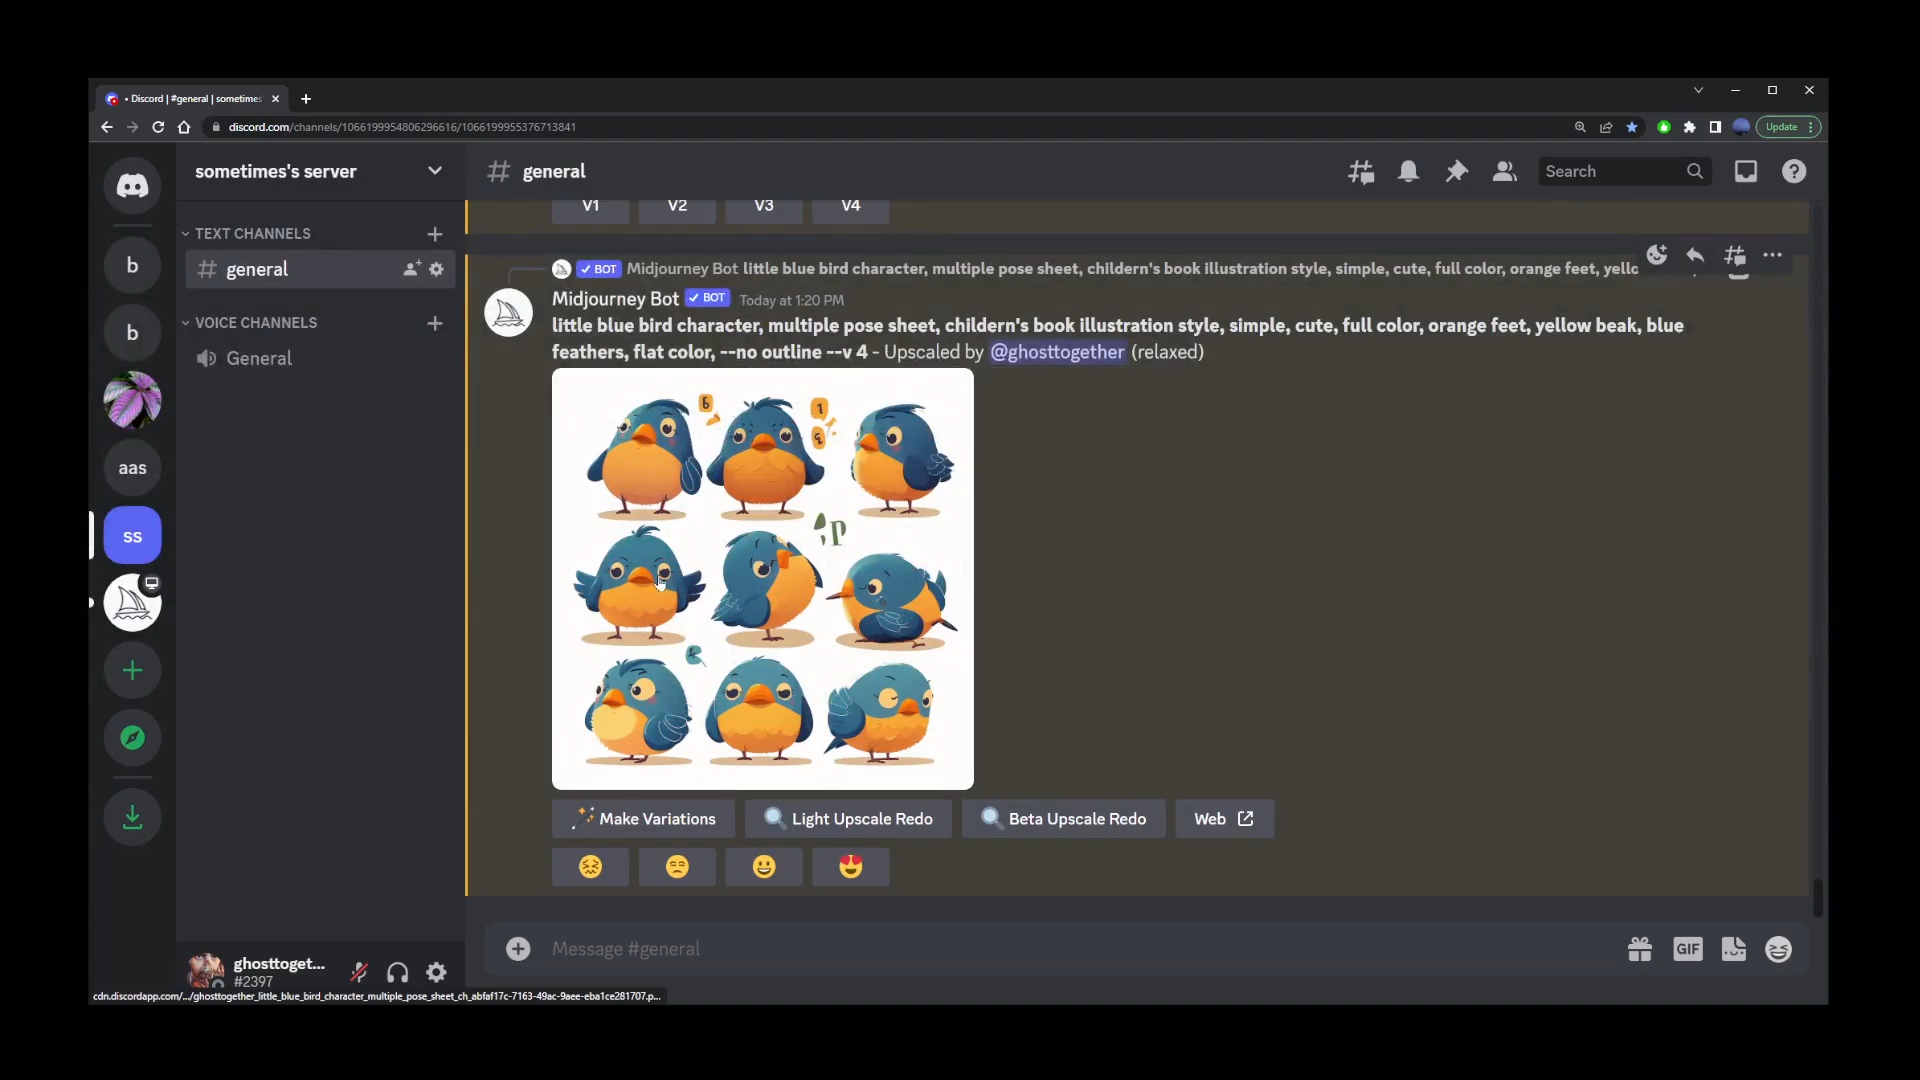 • Discord | #general | sometimes'
discord.com/channels/1066199954806296616/1066199955376713841
Update
sometimes's server
general
Search
TEXT CHANNELS
general
VOICE CHANNELS
General
b
b
aas
ss
V1 V2 V3 V4
BOT Midjourney Bot little blue bird character, multiple pose sheet, childern's book illustration style, simple, cute, full color, orange feet, yello
Midjourney Bot BOT Today at 1:20 PM
little blue bird character, multiple pose sheet, childern's book illustration style, simple, cute, full color, orange feet, yellow beak, blue
feathers, flat color, --no outline --v 4 - Upscaled by @ghosttogether (relaxed)
Make Variations Light Upscale Redo Beta Upscale Redo Web
Message #general
GIF
ghosttoget...
#2397
cdn.discordapp.com/.../ghosttogether_little_blue_bird_character_multiple_pose_sheet_ch_abfaf17c-7163-49ac-9aee-eba1ce281707.p...